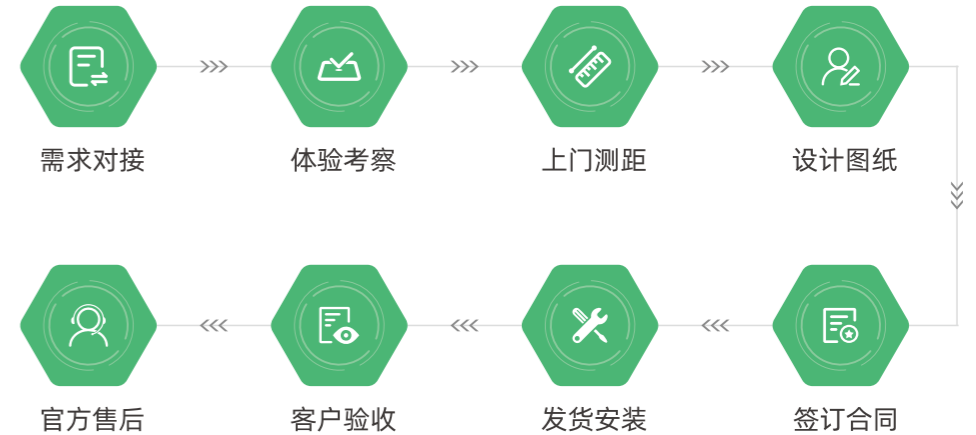 需求对接
体验考察
上门测距
设计图纸
签订合同
发货安装
客户验收
官方售后